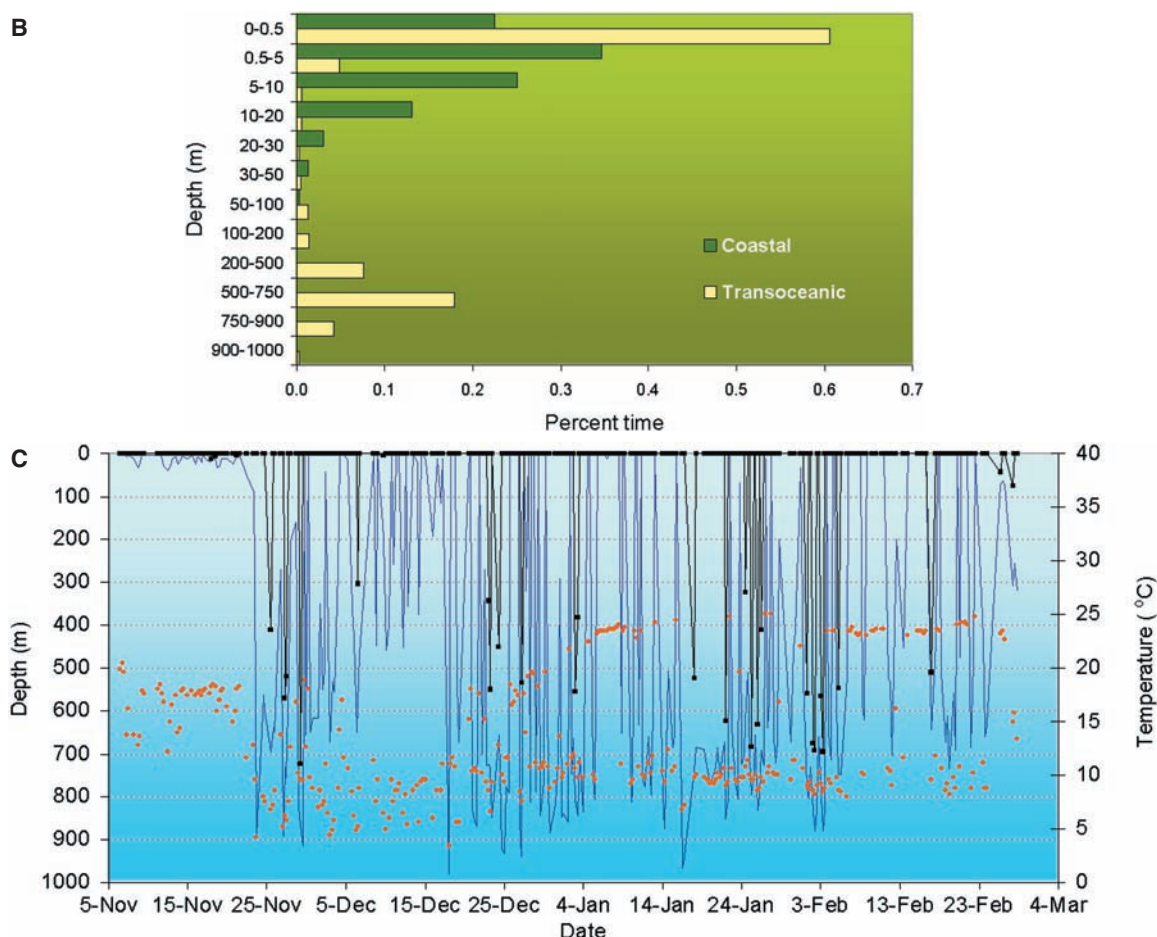 B
0-0.5
0.5-5
5-10
10-20
20-30
30-50
50-100
100-200
200-500
500-750
750-900
900-1000
Depth (m)
Coastal
Transoceanic
0.0 0.1 0.2 0.3 0.4 0.5 0.6 0.7
Percent time
C
0
100
200
300
400
500
600
700
800
900
1000
Depth (m)
40
35
30
25
20
15
10
5
0
Temperature ( °C)
5-Nov 15-Nov 25-Nov 5-Dec 15-Dec 25-Dec 4-Jan 14-Jan 24-Jan 3-Feb 13-Feb 23-Feb 4-Mar
Date